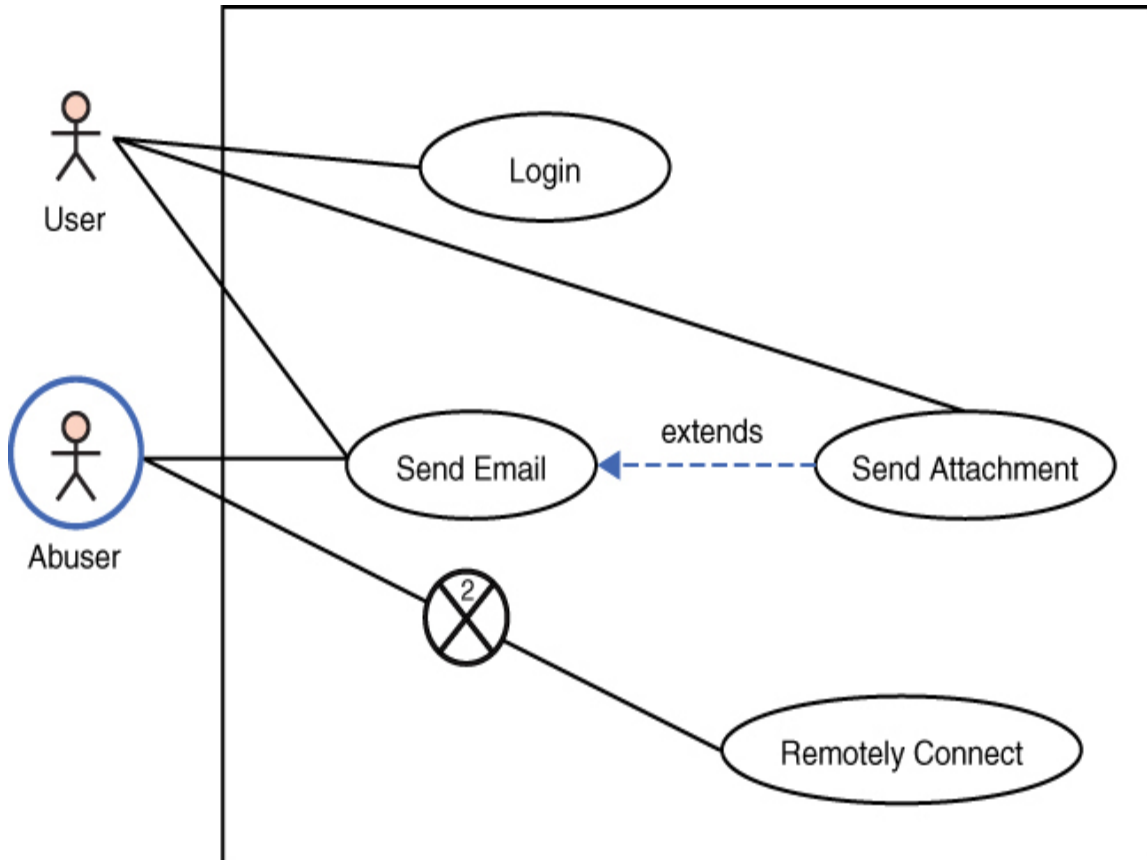 Login
User
extends
Send Email
Send Attachment
Abuser
2
Remotely Connect